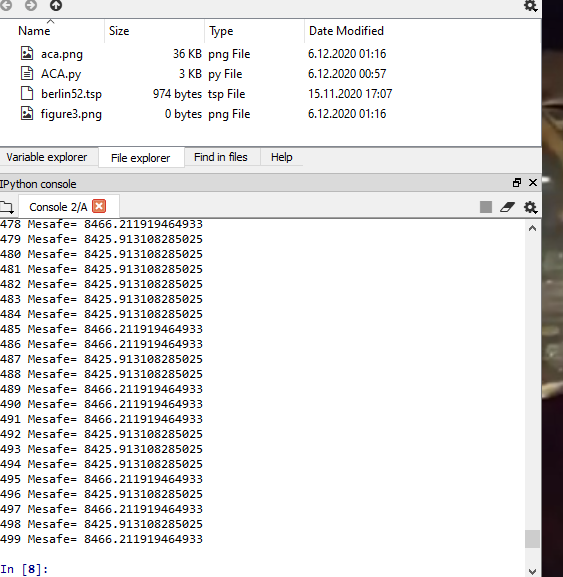 Name Size Type Date Modified
aca.png 36 KB png File 6.12.2020 01:16
ACA.py 3 KB py File 6.12.2020 00:57
berlin52.tsp 974 bytes tsp File 15.11.2020 17:07
figure3.png 0 bytes png File 6.12.2020 01:16
Variable explorer File explorer Find in files Help
IPython console
Console 2/A
478 Mesafe= 8466.211919464933
479 Mesafe= 8425.913108285025
480 Mesafe= 8425.913108285025
481 Mesafe= 8425.913108285025
482 Mesafe= 8425.913108285025
483 Mesafe= 8425.913108285025
484 Mesafe= 8425.913108285025
485 Mesafe= 8466.211919464933
486 Mesafe= 8466.211919464933
487 Mesafe= 8425.913108285025
488 Mesafe= 8425.913108285025
489 Mesafe= 8466.211919464933
490 Mesafe= 8466.211919464933
491 Mesafe= 8466.211919464933
492 Mesafe= 8425.913108285025
493 Mesafe= 8425.913108285025
494 Mesafe= 8425.913108285025
495 Mesafe= 8466.211919464933
496 Mesafe= 8425.913108285025
497 Mesafe= 8466.211919464933
498 Mesafe= 8425.913108285025
499 Mesafe= 8466.211919464933
In [8]: